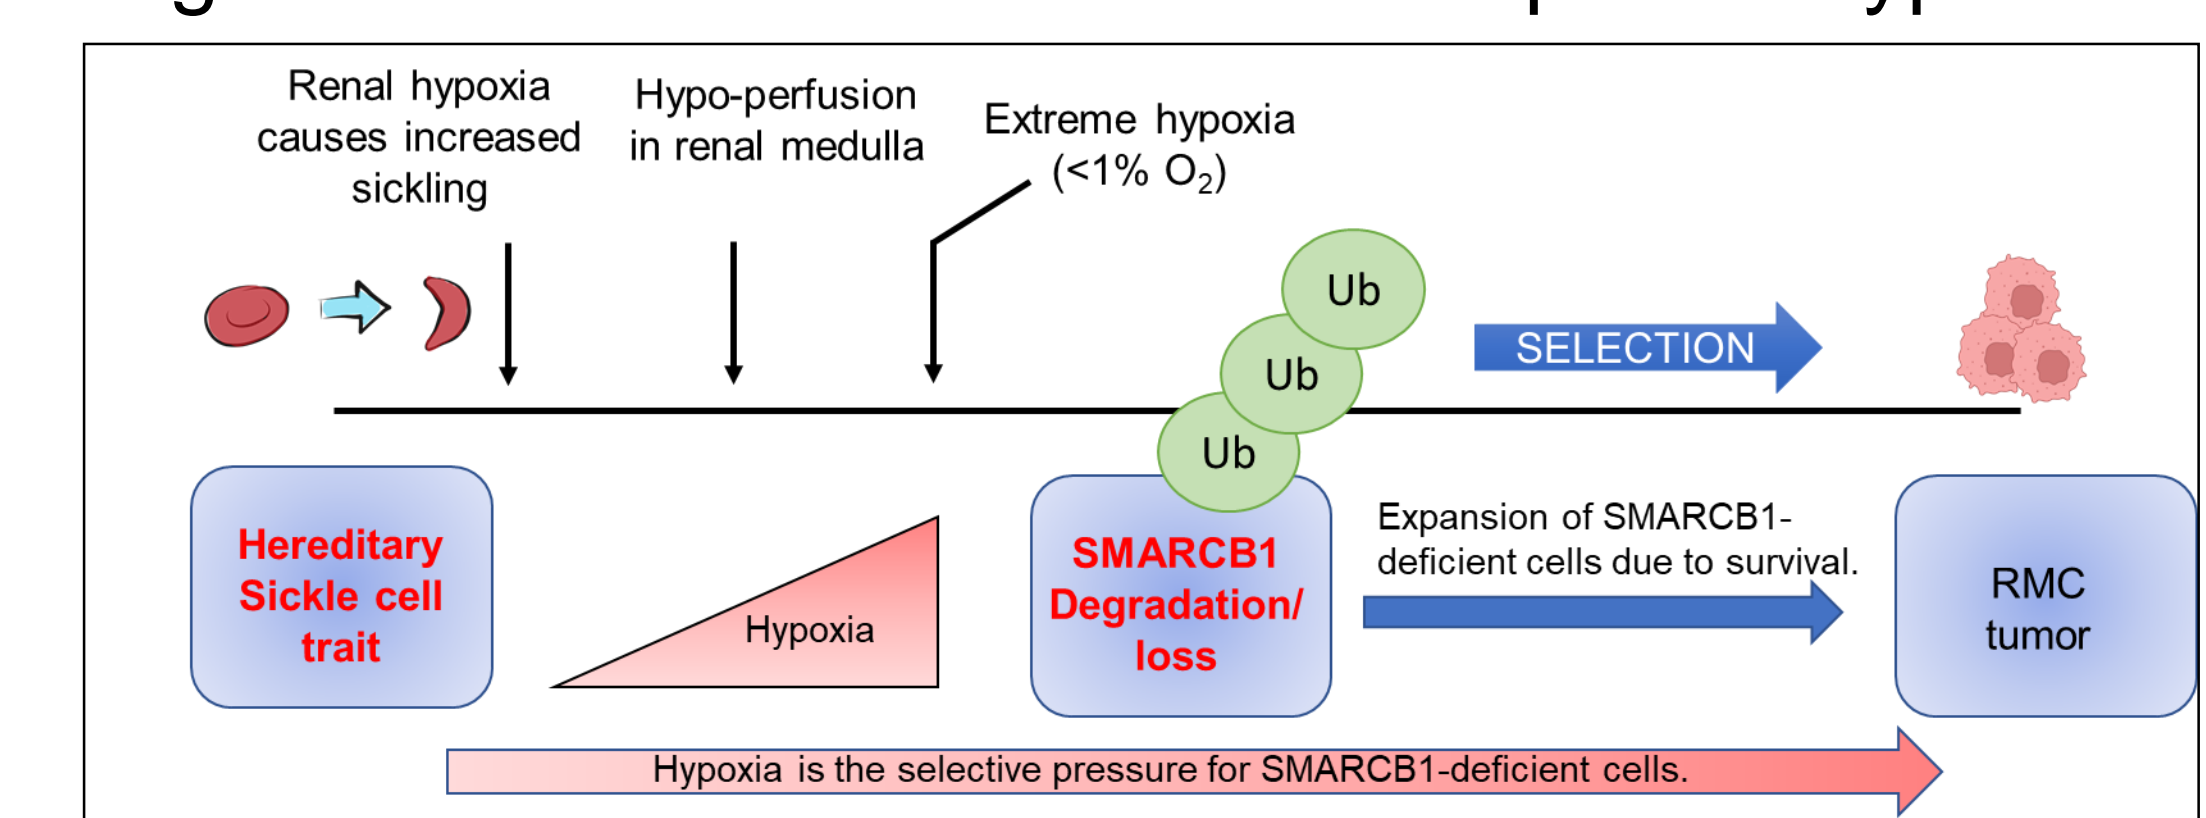 Renal hypoxia
causes increased
sickling
Hypo-perfusion
in renal medulla
Extreme hypoxia
(<1% O₂)
Ub
Ub
Ub
SELECTION
Hereditary
Sickle cell
trait
Hypoxia
SMARCB1
Degradation/
loss
Expansion of SMARCB1-
deficient cells due to survival.
RMC
tumor
Hypoxia is the selective pressure for SMARCB1-deficient cells.